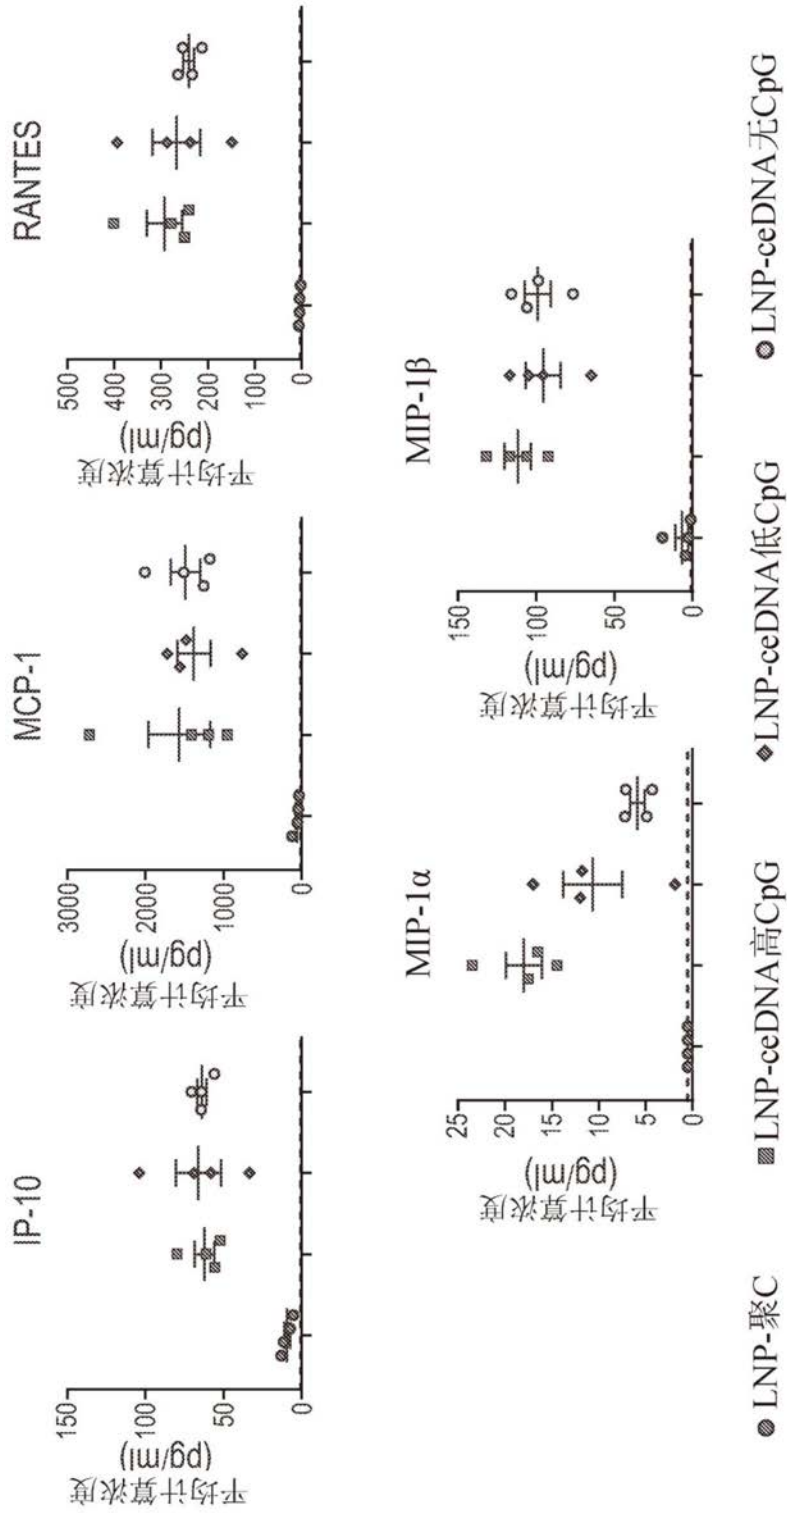 IP-10
平均计算浓度
(pg/ml)
150
100
50
0
MCP-1
平均计算浓度
(pg/ml)
3000
2000
1000
0
RANTES
平均计算浓度
(pg/ml)
500
400
300
200
100
0
MIP-1α
平均计算浓度
(pg/ml)
25
20
15
10
5
0
MIP-1β
平均计算浓度
(pg/ml)
150
100
50
0
LNP-聚C
LNP-ceDNA高CpG
LNP-ceDNA低CpG
LNP-ceDNA无CpG